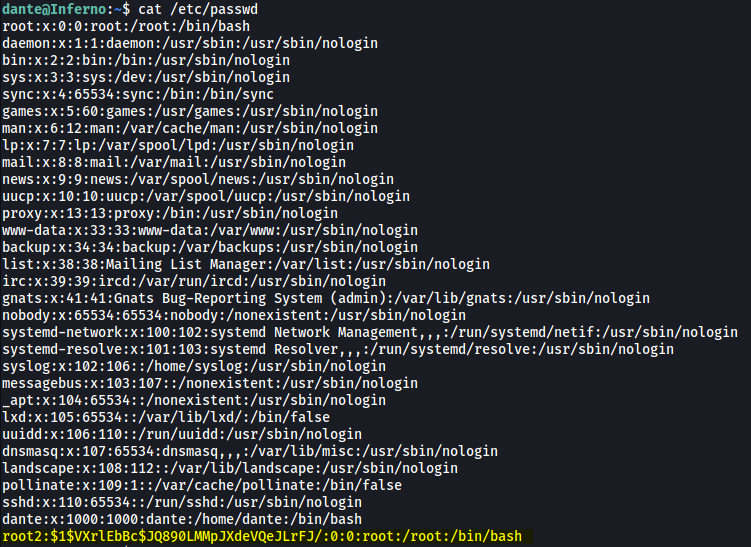 dante@Inferno:~$ cat /etc/passwd
root:x:0:0:root:/root:/bin/bash
daemon:x:1:1:daemon:/usr/sbin:/usr/sbin/nologin
bin:x:2:2:bin:/bin:/usr/sbin/nologin
sys:x:3:3:sys:/dev:/usr/sbin/nologin
sync:x:4:65534:sync:/bin:/bin/sync
games:x:5:60:games:/usr/games:/usr/sbin/nologin
man:x:6:12:man:/var/cache/man:/usr/sbin/nologin
lp:x:7:7:lp:/var/spool/lpd:/usr/sbin/nologin
mail:x:8:8:mail:/var/mail:/usr/sbin/nologin
news:x:9:9:news:/var/spool/news:/usr/sbin/nologin
uucp:x:10:10:uucp:/var/spool/uucp:/usr/sbin/nologin
proxy:x:13:13:proxy:/bin:/usr/sbin/nologin
www-data:x:33:33:www-data:/var/www:/usr/sbin/nologin
backup:x:34:34:backup:/var/backups:/usr/sbin/nologin
list:x:38:38:Mailing List Manager:/var/list:/usr/sbin/nologin
irc:x:39:39:ircd:/var/run/ircd:/usr/sbin/nologin
gnats:x:41:41:Gnats Bug-Reporting System (admin):/var/lib/gnats:/usr/sbin/nologin
nobody:x:65534:65534:nobody:/nonexistent:/usr/sbin/nologin
systemd-network:x:100:102:systemd Network Management,,,:/run/systemd/netif:/usr/sbin/nologin
systemd-resolve:x:101:103:systemd Resolver,,,:/run/systemd/resolve:/usr/sbin/nologin
syslog:x:102:106::/home/syslog:/usr/sbin/nologin
messagebus:x:103:107::/nonexistent:/usr/sbin/nologin
_apt:x:104:65534::/nonexistent:/usr/sbin/nologin
lxd:x:105:65534::/var/lib/lxd/:/bin/false
uuidd:x:106:110::/run/uuidd:/usr/sbin/nologin
dnsmasq:x:107:65534:dnsmasq,,,:/var/lib/misc:/usr/sbin/nologin
landscape:x:108:112::/var/lib/landscape:/usr/sbin/nologin
pollinate:x:109:1::/var/cache/pollinate:/bin/false
sshd:x:110:65534::/run/sshd:/usr/sbin/nologin
dante:x:1000:1000:dante:/home/dante:/bin/bash
root2:$1$VXrlEbBc$JQ890LMMpJXdeVQeJLrFJ/:0:0:root:/root:/bin/bash